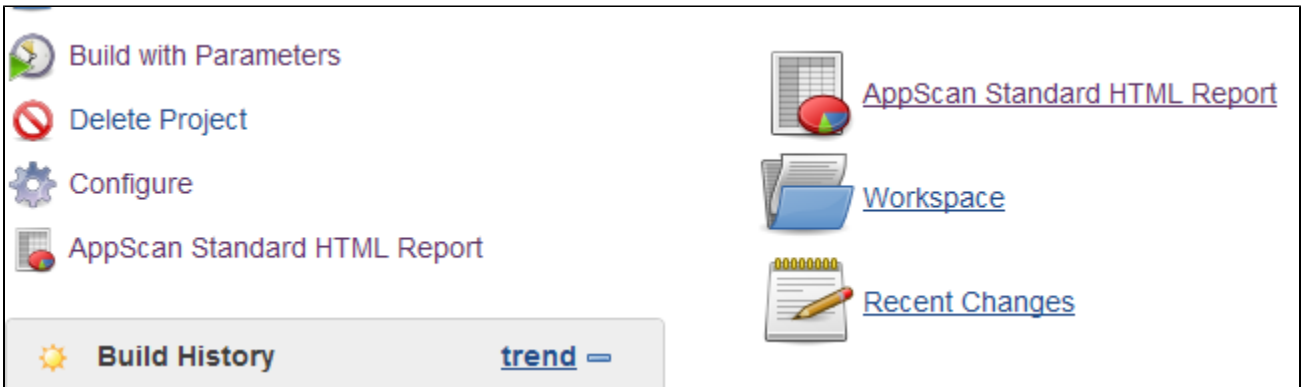 Build with Parameters
Delete Project
Configure
AppScan Standard HTML Report
Build History trend
AppScan Standard HTML Report
Workspace
Recent Changes